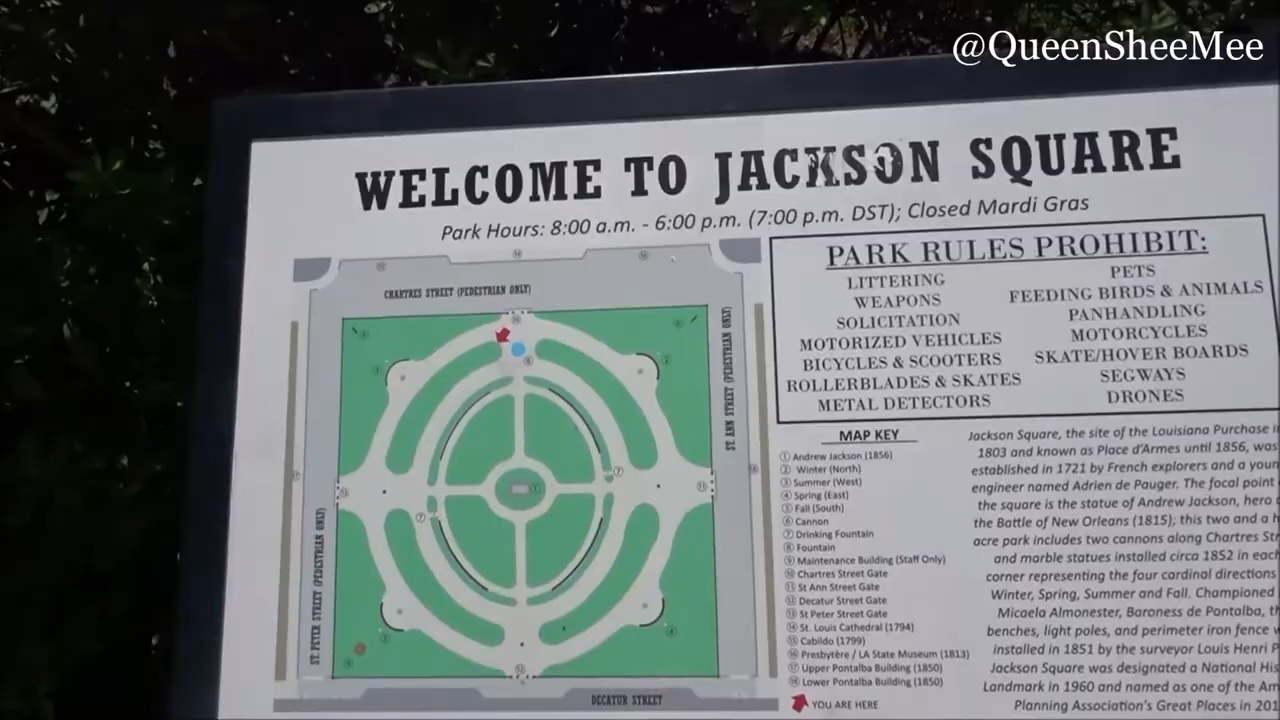 @QueenSheeMee
WELCOME TO JACKSON SQUARE
Park Hours: 8:00 a.m. - 6:00 p.m. (7:00 p.m. DST); Closed Mardi Gras
CHARTRES STREET (PEDESTRIAN ONLY)
ST. ANN STREET (PEDESTRIAN ONLY)
ST. PETER STREET (PEDESTRIAN ONLY)
DECATUR STREET
PARK RULES PROHIBIT:
LITTERING
WEAPONS
SOLICITATION
MOTORIZED VEHICLES
BICYCLES & SCOOTERS
ROLLERBLADES & SKATES
METAL DETECTORS
PETS
FEEDING BIRDS & ANIMALS
PANHANDLING
MOTORCYCLES
SKATE/HOVER BOARDS
SEGWAYS
DRONES
MAP KEY
① Andrew Jackson (1856)
② Winter (North)
③ Summer (West)
④ Spring (East)
⑤ Fall (South)
⑥ Cannon
⑦ Drinking Fountain
⑧ Fountain
⑨ Maintenance Building (Staff Only)
⑩ Chartres Street Gate
⑪ St Ann Street Gate
⑫ Decatur Street Gate
⑬ St Peter Street Gate
⑭ St. Louis Cathedral (1794)
⑮ Cabildo (1799)
⑯ Presbytère / LA State Museum (1813)
⑰ Upper Pontalba Building (1850)
⑱ Lower Pontalba Building (1850)
YOU ARE HERE
Jackson Square, the site of the Louisiana Purchase
1803 and known as Place d'Armes until 1856, was
established in 1721 by French explorers and a
engineer named Adrien de Pauger. The focal point
the square is the statue of Andrew Jackson, hero
the Battle of New Orleans (1815); this two and a
acre park includes two cannons along Chartres
and marble statues installed circa 1852 in
corner representing the four cardinal directions
Winter, Spring, Summer and Fall. Championed
Micaela Almonester, Baroness de Pontalba,
benches, light poles, and perimeter iron fence
installed in 1851 by the surveyor Louis Henri
Jackson Square was designated a National
Landmark in 1960 and named as one of the
Planning Association's Great Places in